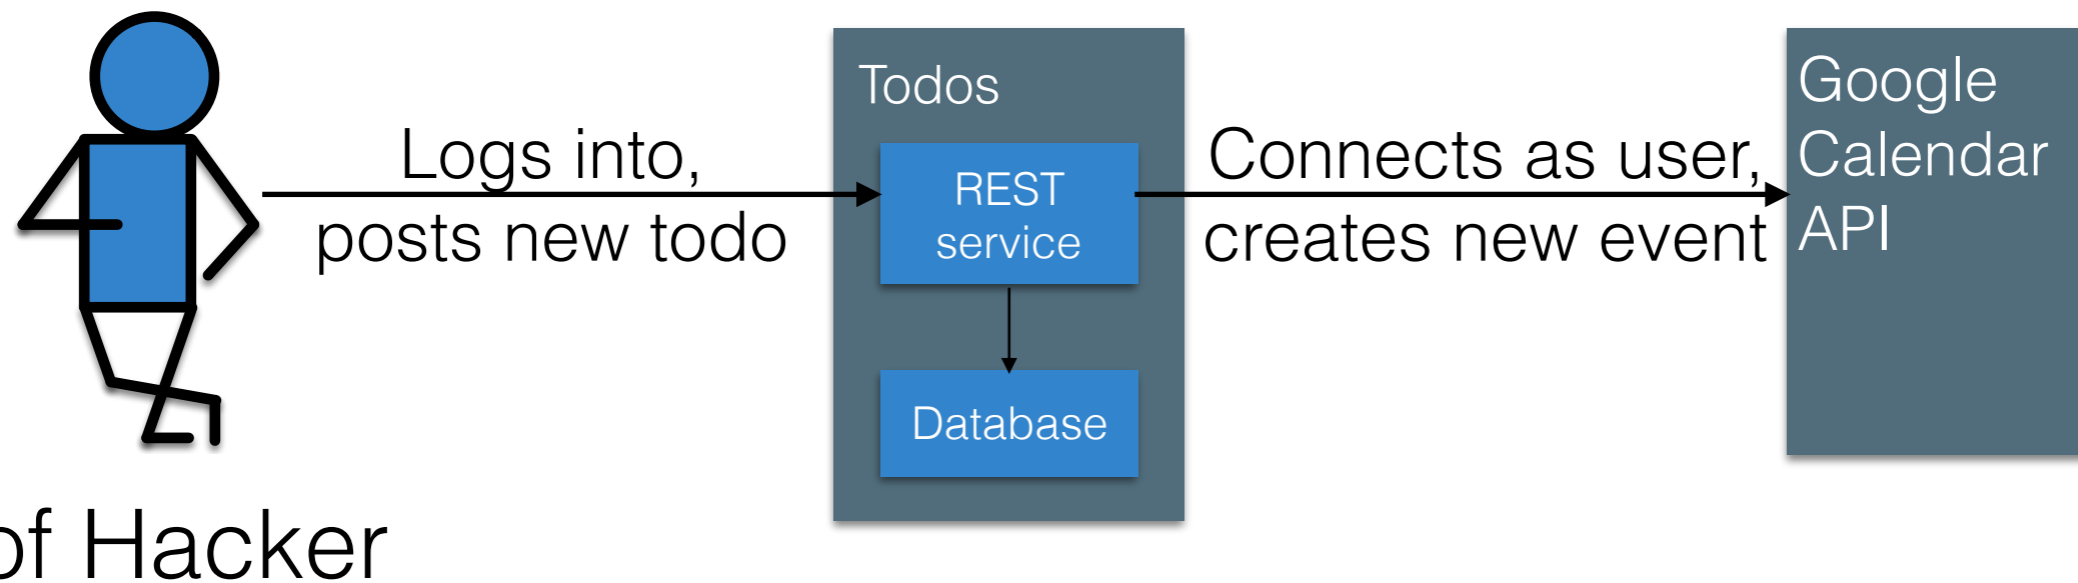 Logs into,
posts new todo
Todos
REST
service
Database
Connects as user,
creates new event
Google
Calendar
API
of Hacker